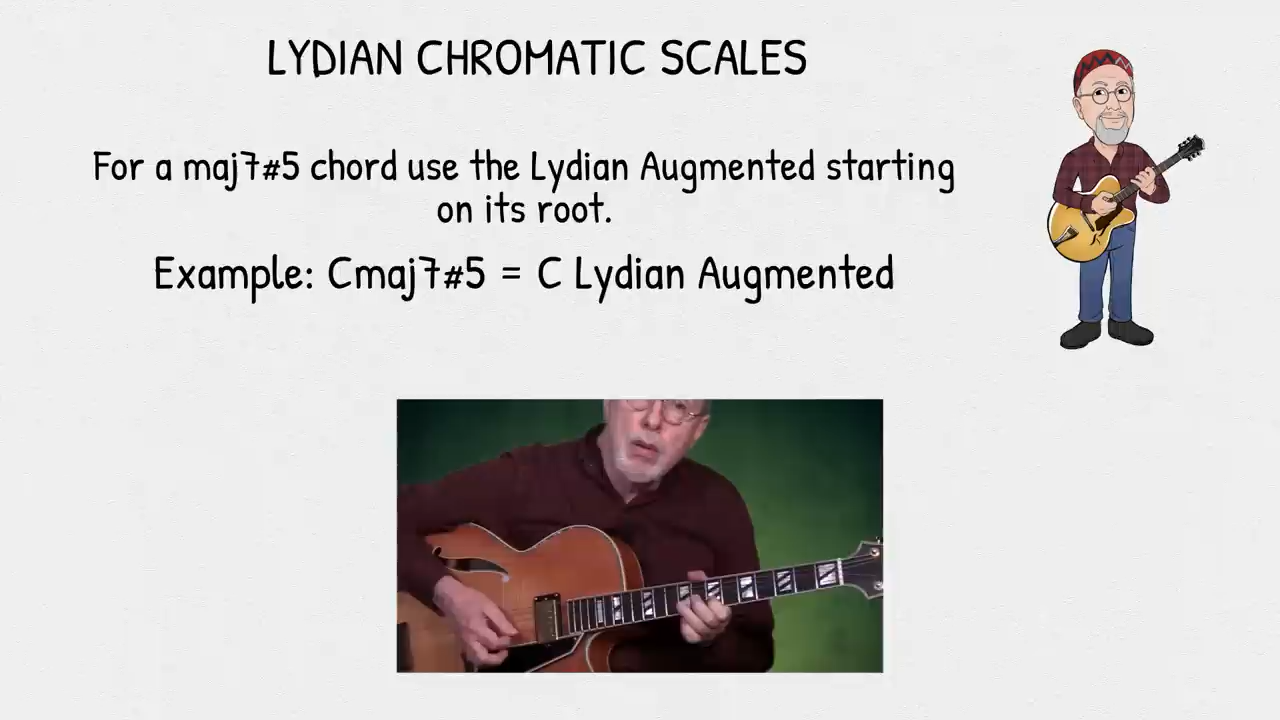 LYDIAN CHROMATIC SCALES
For a maj7#5 chord use the Lydian Augmented starting
on its root.
Example: Cmaj7#5 = C Lydian Augmented